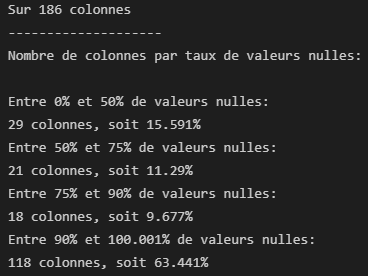 Sur 186 colonnes
--------------------
Nombre de colonnes par taux de valeurs nulles:
Entre 0% et 50% de valeurs nulles:
29 colonnes, soit 15.591%
Entre 50% et 75% de valeurs nulles:
21 colonnes, soit 11.29%
Entre 75% et 90% de valeurs nulles:
18 colonnes, soit 9.677%
Entre 90% et 100.001% de valeurs nulles:
118 colonnes, soit 63.441%